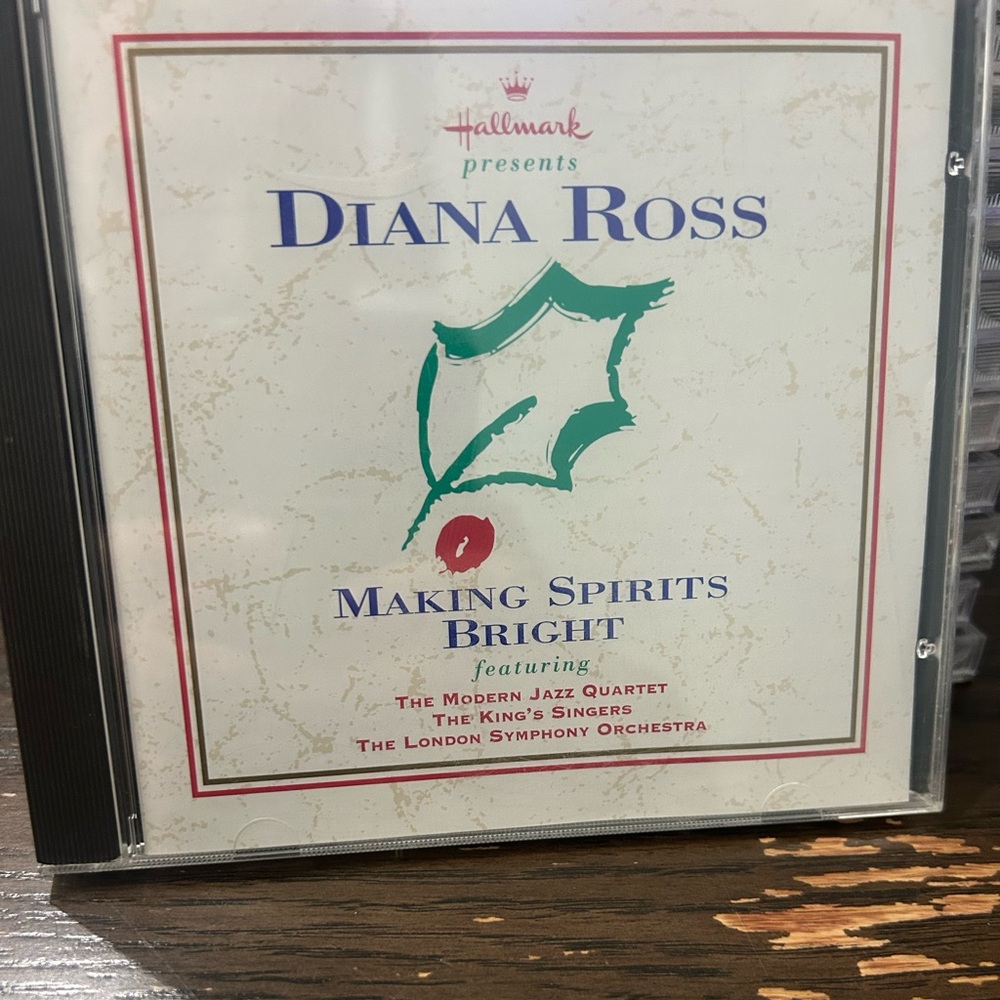 Hallmark
presents
DIANA ROSS
MAKING SPIRITS
BRIGHT
featuring
THE MODERN JAZZ QUARTET
THE KING'S SINGERS
THE LONDON SYMPHONY ORCHESTRA